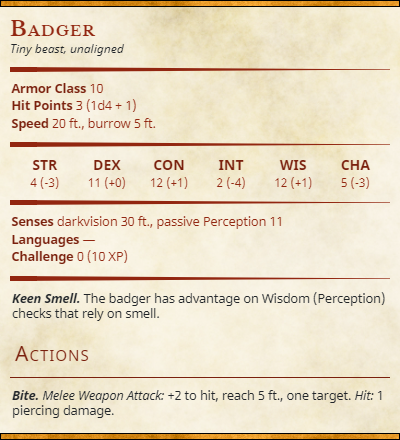 Badger
Tiny beast, unaligned
Armor Class 10
Hit Points 3 (1d4 + 1)
Speed 20 ft., burrow 5 ft.
STR DEX CON INT WIS CHA
4 (-3) 11 (+0) 12 (+1) 2 (-4) 12 (+1) 5 (-3)
Senses darkvision 30 ft., passive Perception 11
Languages —
Challenge 0 (10 XP)
Keen Smell. The badger has advantage on Wisdom (Perception)
checks that rely on smell.
Actions
Bite. Melee Weapon Attack: +2 to hit, reach 5 ft., one target. Hit: 1
piercing damage.